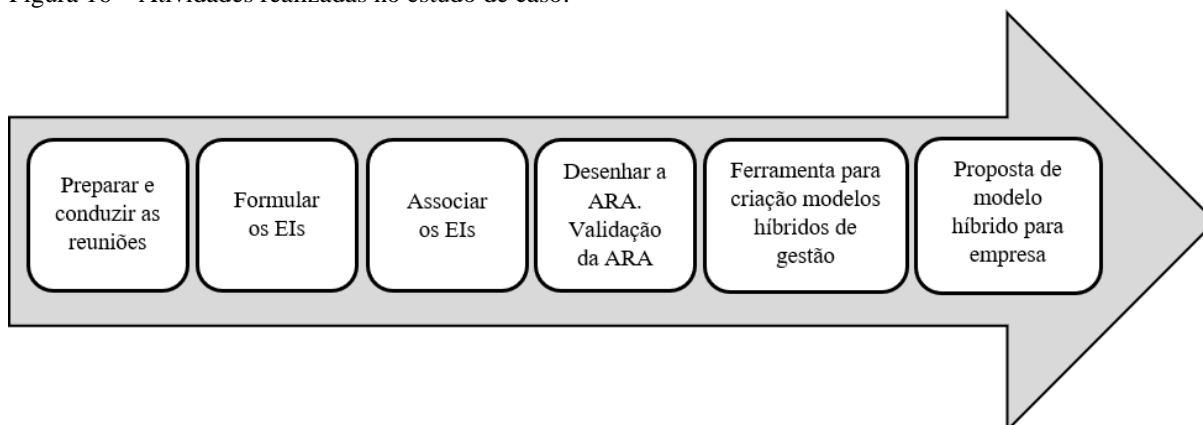 Figura 18 – Atividades realizadas no estudo de caso.
Preparar e
conduzir as
reuniões
Formular
os EIs
Associar
os EIs
Desenhar a
ARA.
Validação
da ARA
Ferramenta para
criação modelos
híbridos de
gestão
Proposta de
modelo
híbrido para
empresa